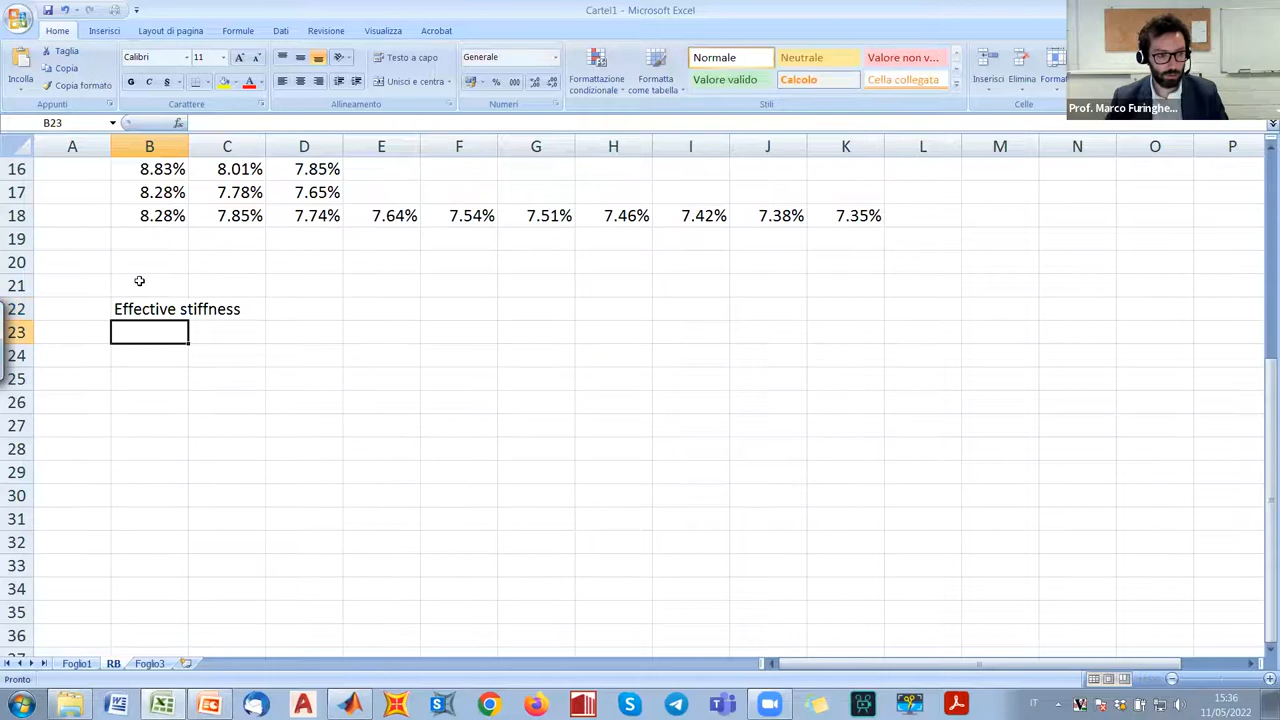 Cartel1 - Microsoft Excel
Home Inserisci Layout di pagina Formule Dati Revisione Visualizza Acrobat
Incolla
Taglia
Copia
Copia formato
Appunti
Calibri 11
G C S
Carattere
Testo a capo
Unisci e centra
Allineamento
Generale
% 000
Numeri
Formattazione condizionale
Formatta come tabella
Normale Neutrale Valore non v...
Valore valido Calcolo Cella collegata
Stili
Inserisci Elimina
Celle
Prof. Marco Furinghe...
B23 fx
A B C D E F G H I J K L M N O P
16 8.83% 8.01% 7.85%
17 8.28% 7.78% 7.65%
18 8.28% 7.85% 7.74% 7.64% 7.54% 7.51% 7.46% 7.42% 7.38% 7.35%
19
20
21
22 Effective stiffness
23
24
25
26
27
28
29
30
31
32
33
34
35
36
Foglio1 RB Foglio3
Pronto
IT 15:36
11/05/2022